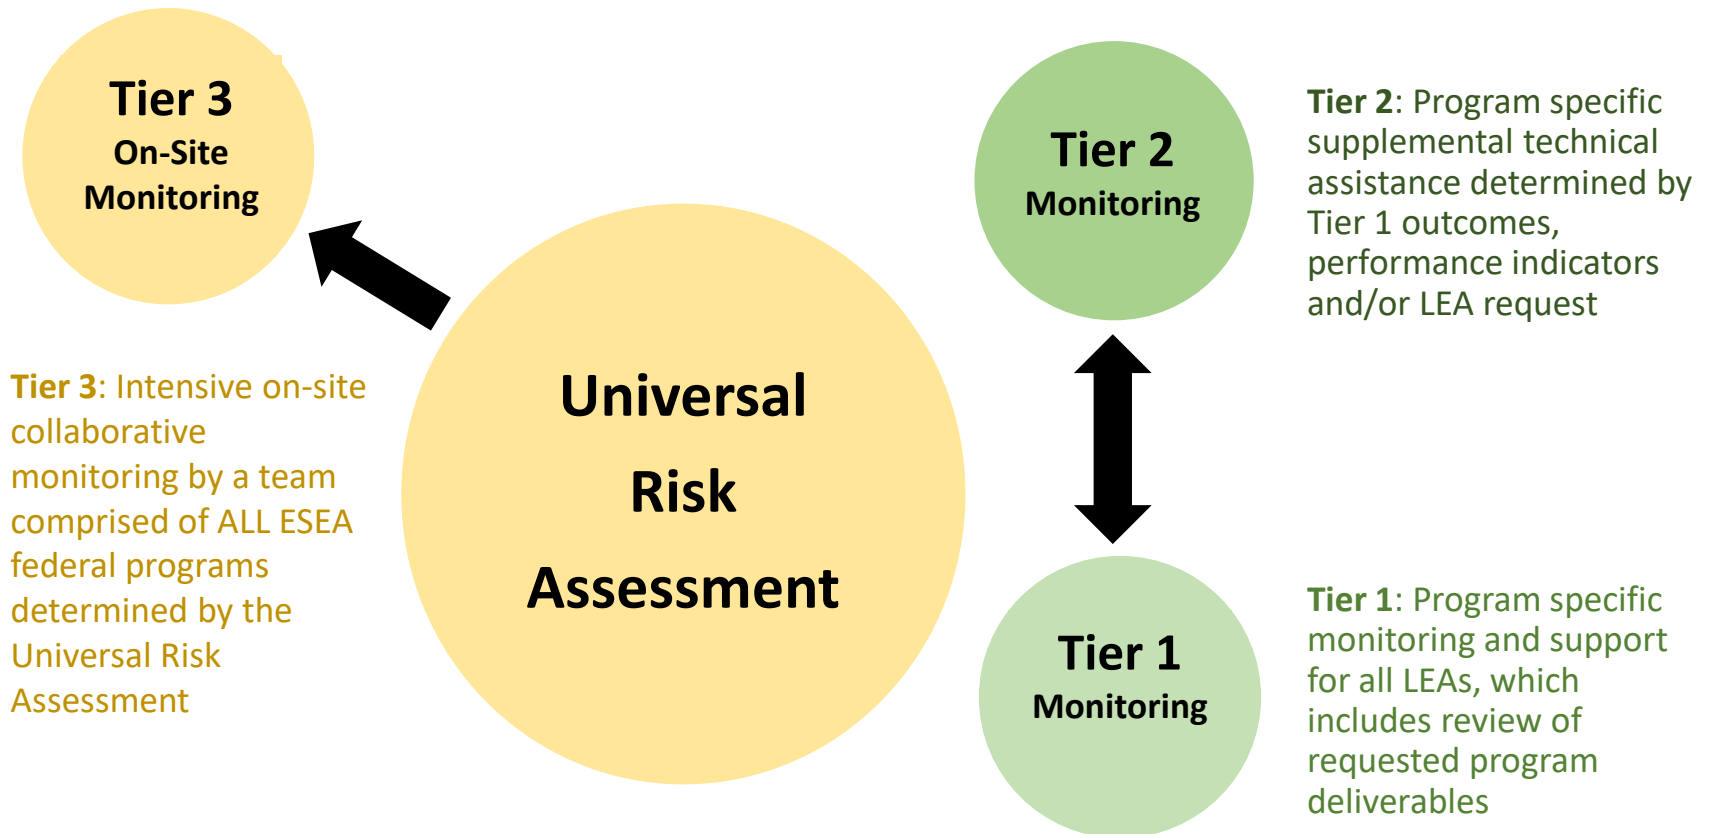 Tier 3
On-Site
Monitoring
Tier 3: Intensive on-site
collaborative
monitoring by a team
comprised of ALL ESEA
federal programs
determined by the
Universal Risk
Assessment
Universal
Risk
Assessment
Tier 2
Monitoring
Tier 2: Program specific
supplemental technical
assistance determined by
Tier 1 outcomes,
performance indicators
and/or LEA request
Tier 1
Monitoring
Tier 1: Program specific
monitoring and support
for all LEAs, which
includes review of
requested program
deliverables